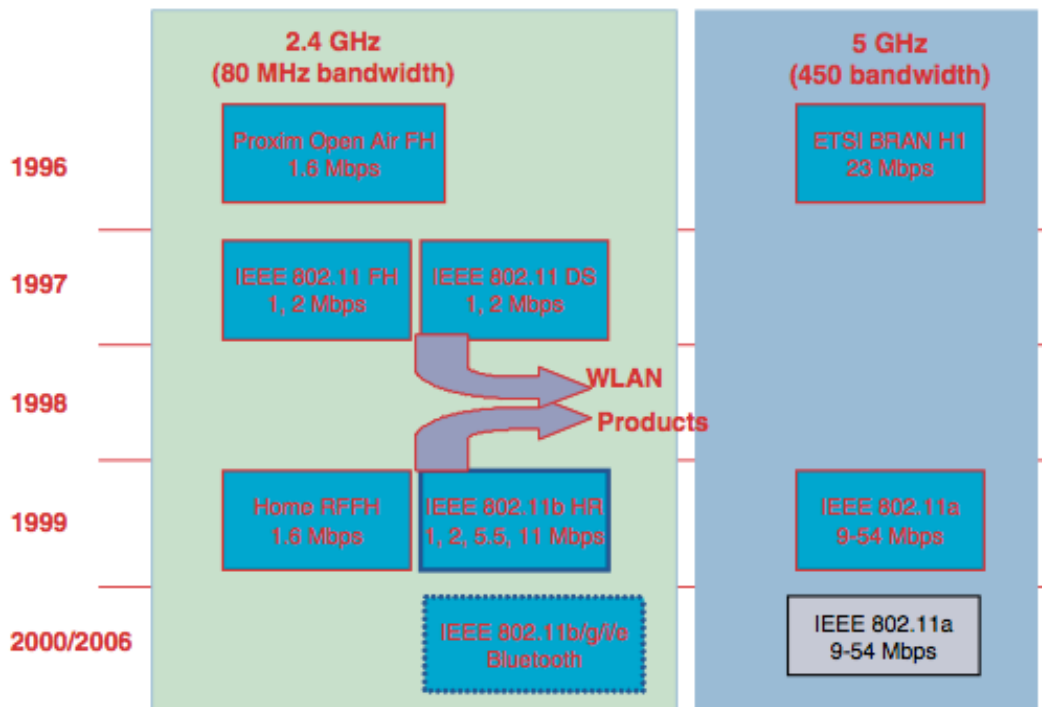 2.4 GHz
(80 MHz bandwidth)
5 GHz
(450 bandwidth)
1996
Proxim Open Air FH
1.6 Mbps
ETSI BRAN H1
23 Mbps
1997
IEEE 802.11 FH
1, 2 Mbps
IEEE 802.11 DS
1, 2 Mbps
1998
WLAN
Products
1999
Home RFFH
1.6 Mbps
IEEE 802.11b HR
1, 2, 5.5, 11 Mbps
IEEE 802.11a
9-54 Mbps
2000/2006
IEEE 802.11b/g/i/e
Bluetooth
IEEE 802.11a
9-54 Mbps